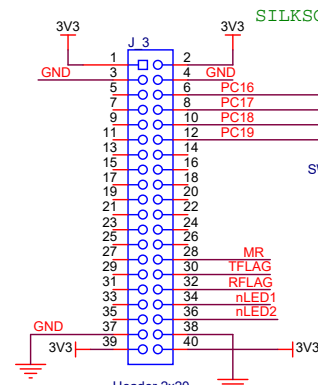 SILKSC
3V3 3V3
J_3
1 2
GND 3 4 GND
5 6 PC16
7 8 PC17
9 10 PC18
11 12 PC19
13 14
15 16
17 18
19 20
21 22
23 24
25 26
27 28 MR
29 30 TFLAG
31 32 RFLAG
33 34 nLED1
35 36 nLED2
GND 37 38
3V3 39 40 3V3
Header 2x20